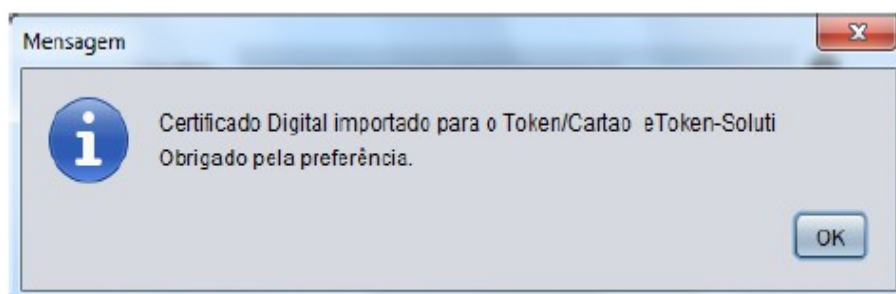 Mensagem
Certificado Digital importado para o Token/Cartao eToken-Soluti
Obrigado pela preferência.
OK